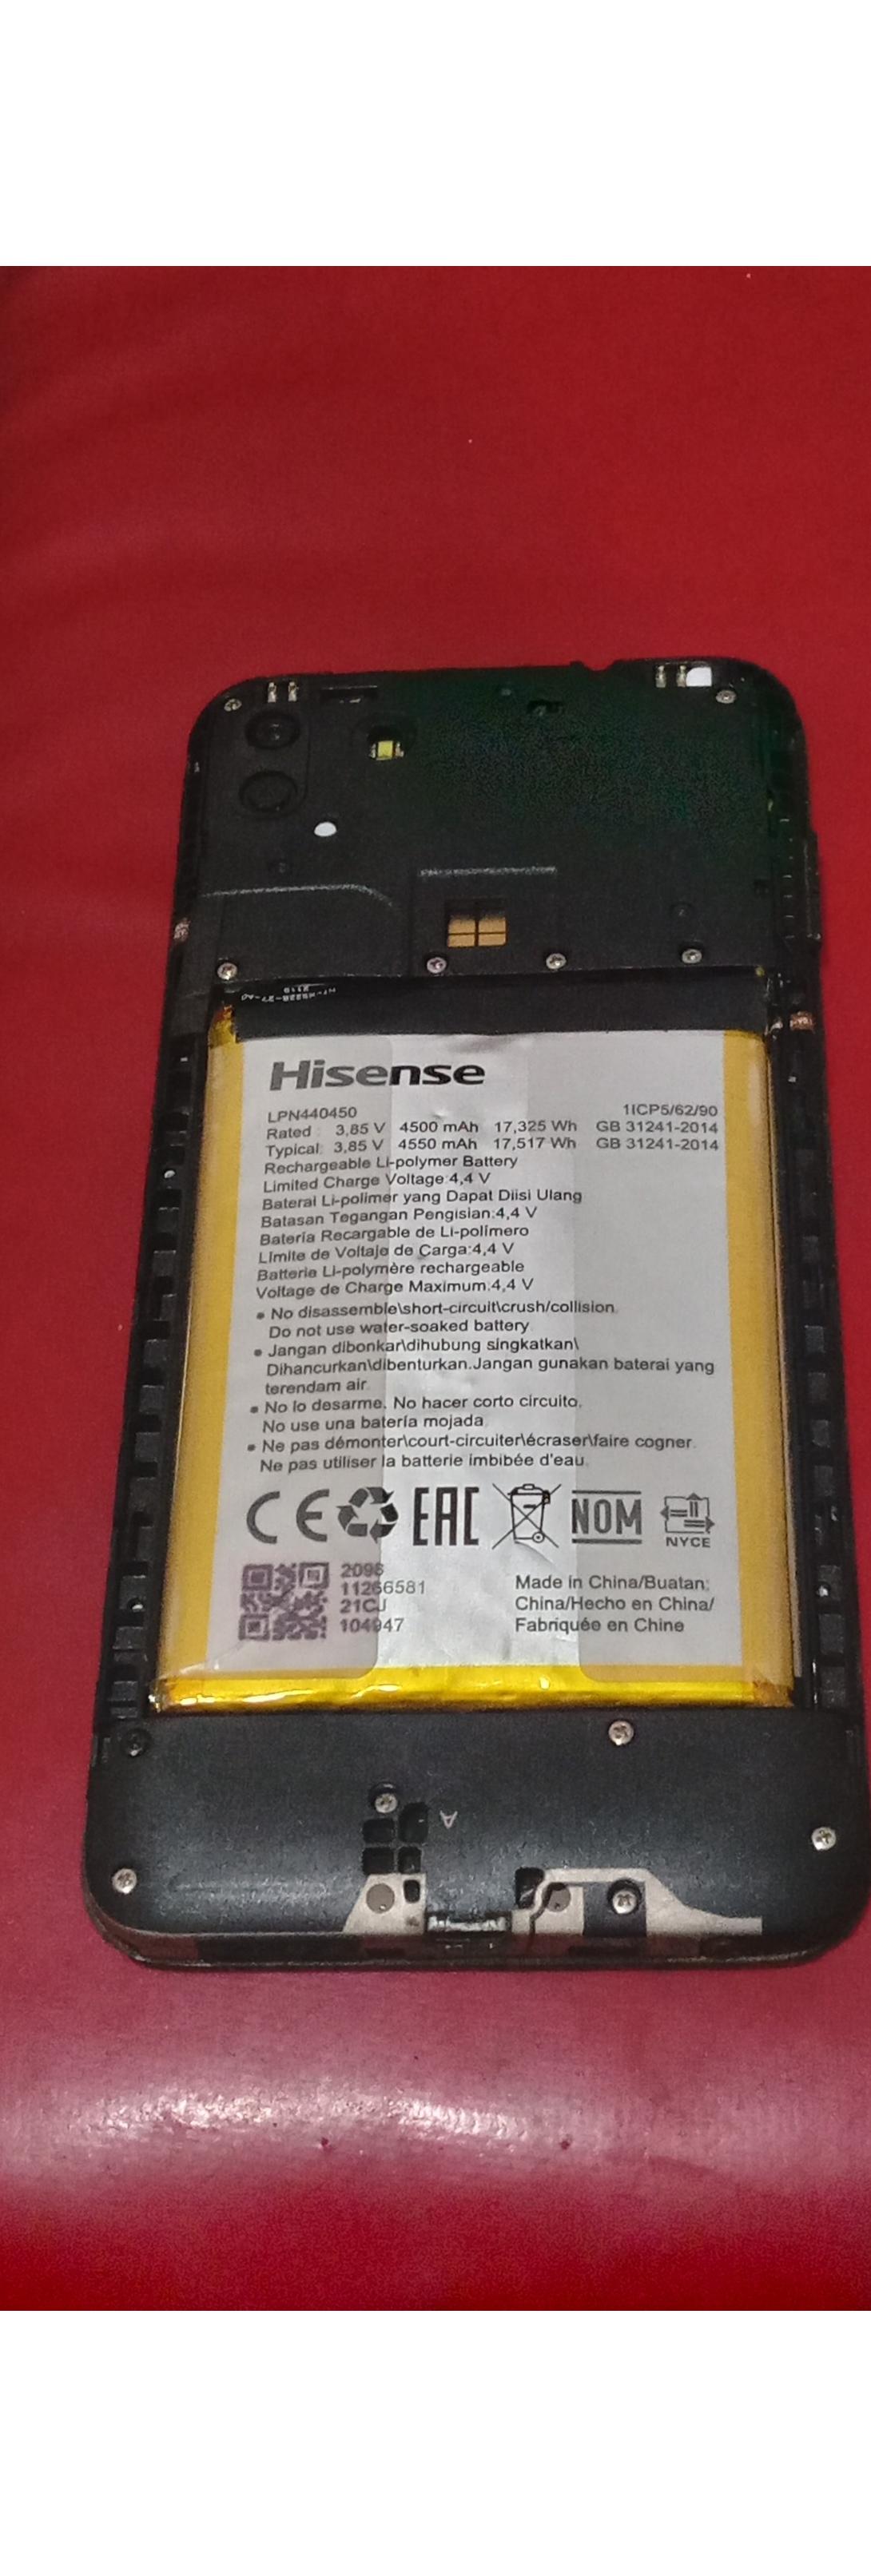 Hisense
LPN440450 1ICP5/62/90
Rated : 3,85 V 4500 mAh 17,325 Wh GB 31241-2014
Typical: 3,85 V 4550 mAh 17,517 Wh GB 31241-2014
Rechargeable Li-polymer Battery
Limited Charge Voltage:4,4 V
Baterai Li-polimer yang Dapat Diisi Ulang
Batasan Tegangan Pengisian:4,4 V
Batería Recargable de Li-polímero
Límite de Voltaje de Carga:4,4 V
Batterie Li-polymère rechargeable
Voltage de Charge Maximum:4,4 V
• No disassemble\short-circuit\crush/collision.
Do not use water-soaked battery.
• Jangan dibonkar\dihubung singkatkan\
Dihancurkan\dibenturkan.Jangan gunakan baterai yang
terendam air.
• No lo desarme. No hacer corto circuito.
No use una batería mojada.
• Ne pas démonter\court-circuiter\écraser\faire cogner.
Ne pas utiliser la batterie imbibée d'eau.
CE EAC NOM
NYCE
2098
11266581
21CJ
104947
Made in China/Buatan:
China/Hecho en China/
Fabriquée en Chine
A